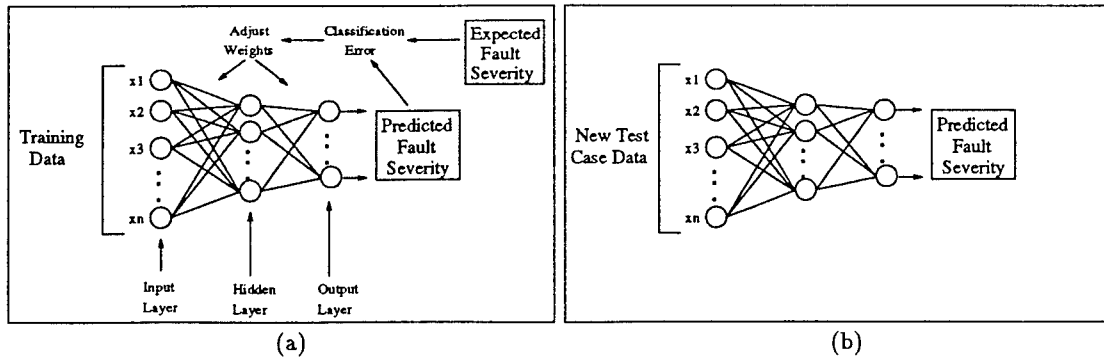 Adjust
Weights
Classification
Error
Expected
Fault
Severity
x1
x2
x3
xn
Training
Data
Predicted
Fault
Severity
Input
Layer
Hidden
Layer
Output
Layer
(a)
x1
x2
x3
xn
New Test
Case Data
Predicted
Fault
Severity
(b)